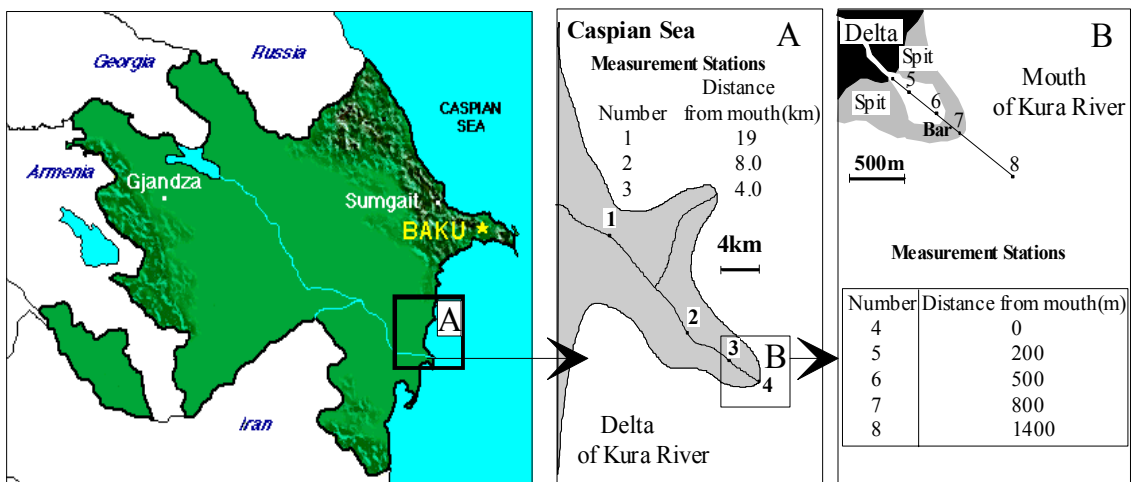 Georgia
Russia
CASPIAN
SEA
Armenia
Gjandza
Sumgait
BAKU
A
Iran
Caspian Sea
A
Measurement Stations
Distance
Number from mouth(km)
1 19
2 8.0
3 4.0
1
4km
2
3
B
4
Delta
of Kura River
B
Delta
Spit
5
Mouth
of Kura River
Spit
6
Bar
7
500m
8
Measurement Stations
Number Distance from mouth(m)
4 0
5 200
6 500
7 800
8 1400